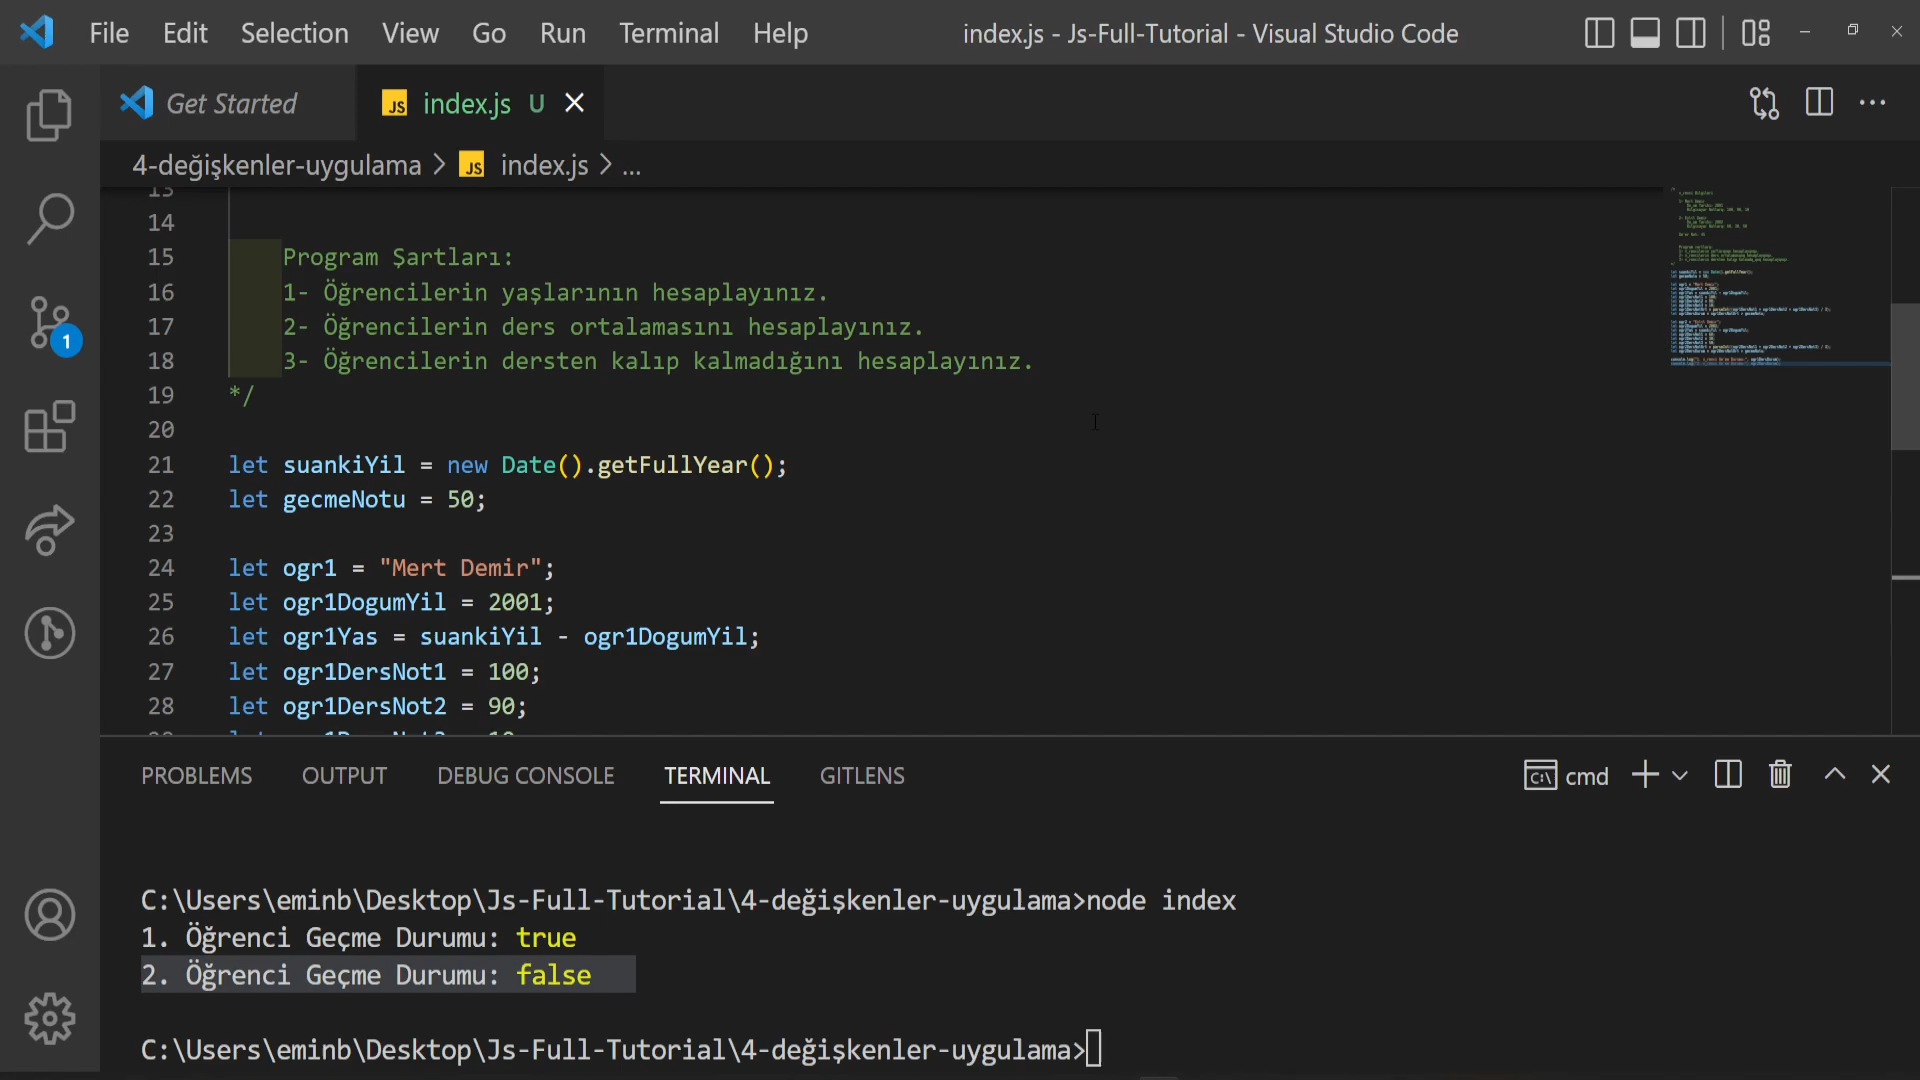 File Edit Selection View Go Run Terminal Help index.js - Js-Full-Tutorial - Visual Studio Code
Get Started JS index.js U
4-değişkenler-uygulama > JS index.js > ...
13
14
15 Program Şartları:
16 1- Öğrencilerin yaşlarının hesaplayınız.
17 2- Öğrencilerin ders ortalamasını hesaplayınız.
18 3- Öğrencilerin dersten kalıp kalmadığını hesaplayınız.
19 */
20
21 let suankiYil = new Date().getFullYear();
22 let gecmeNotu = 50;
23
24 let ogr1 = "Mert Demir";
25 let ogr1DogumYil = 2001;
26 let ogr1Yas = suankiYil - ogr1DogumYil;
27 let ogr1DersNot1 = 100;
28 let ogr1DersNot2 = 90;
1
PROBLEMS OUTPUT DEBUG CONSOLE TERMINAL GITLENS cmd
C:\Users\eminb\Desktop\Js-Full-Tutorial\4-değişkenler-uygulama>node index
1. Öğrenci Geçme Durumu: true
2. Öğrenci Geçme Durumu: false
C:\Users\eminb\Desktop\Js-Full-Tutorial\4-değişkenler-uygulama>